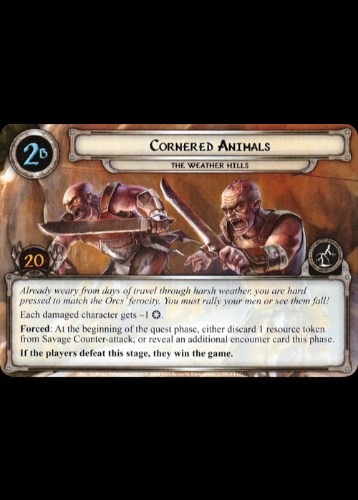 2B
CORNERED ANIMALS
THE WEATHER HILLS
20
Already weary from days of travel through harsh weather, you are hard
pressed to match the Orcs' ferocity. You must rally your men or see them fall!
Each damaged character gets –1 .
Forced: At the beginning of the quest phase, either discard 1 resource token
from Savage Counter-attack, or reveal an additional encounter card this phase.
If the players defeat this stage, they win the game.